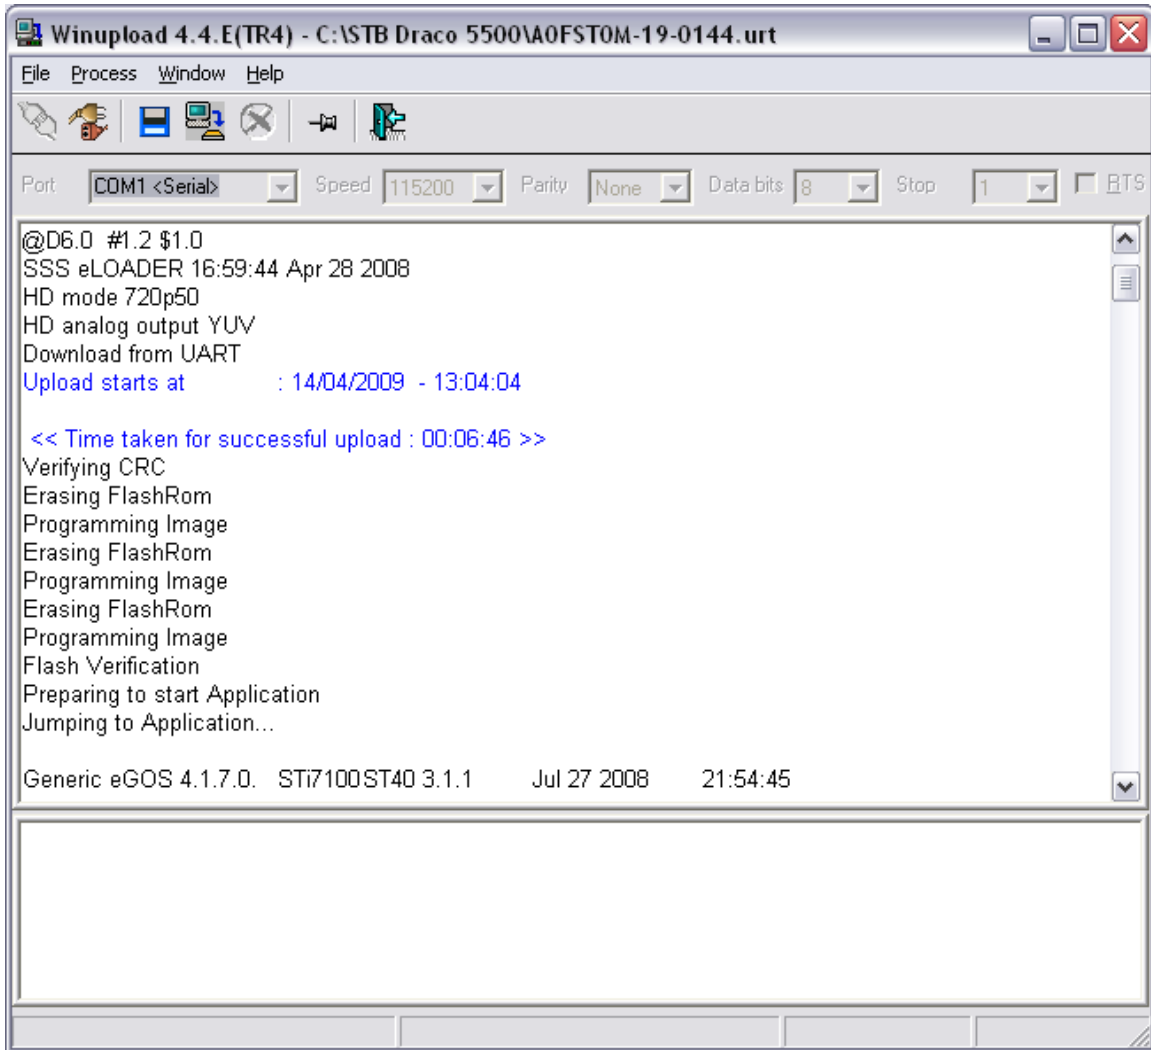 Winupload 4.4.E(TR4) - C:\STB Draco 5500\A0FST0M-19-0144.urt
File Process Window Help
Port COM1 <Serial> Speed 115200 Parity None Data bits 8 Stop 1 RTS
@D6.0 #1.2 $1.0
SSS eLOADER 16:59:44 Apr 28 2008
HD mode 720p50
HD analog output YUV
Download from UART
Upload starts at : 14/04/2009 - 13:04:04
<< Time taken for successful upload : 00:06:46 >>
Verifying CRC
Erasing FlashRom
Programming Image
Erasing FlashRom
Programming Image
Erasing FlashRom
Programming Image
Flash Verification
Preparing to start Application
Jumping to Application...
Generic eGOS 4.1.7.0. STi7100 ST40 3.1.1 Jul 27 2008 21:54:45